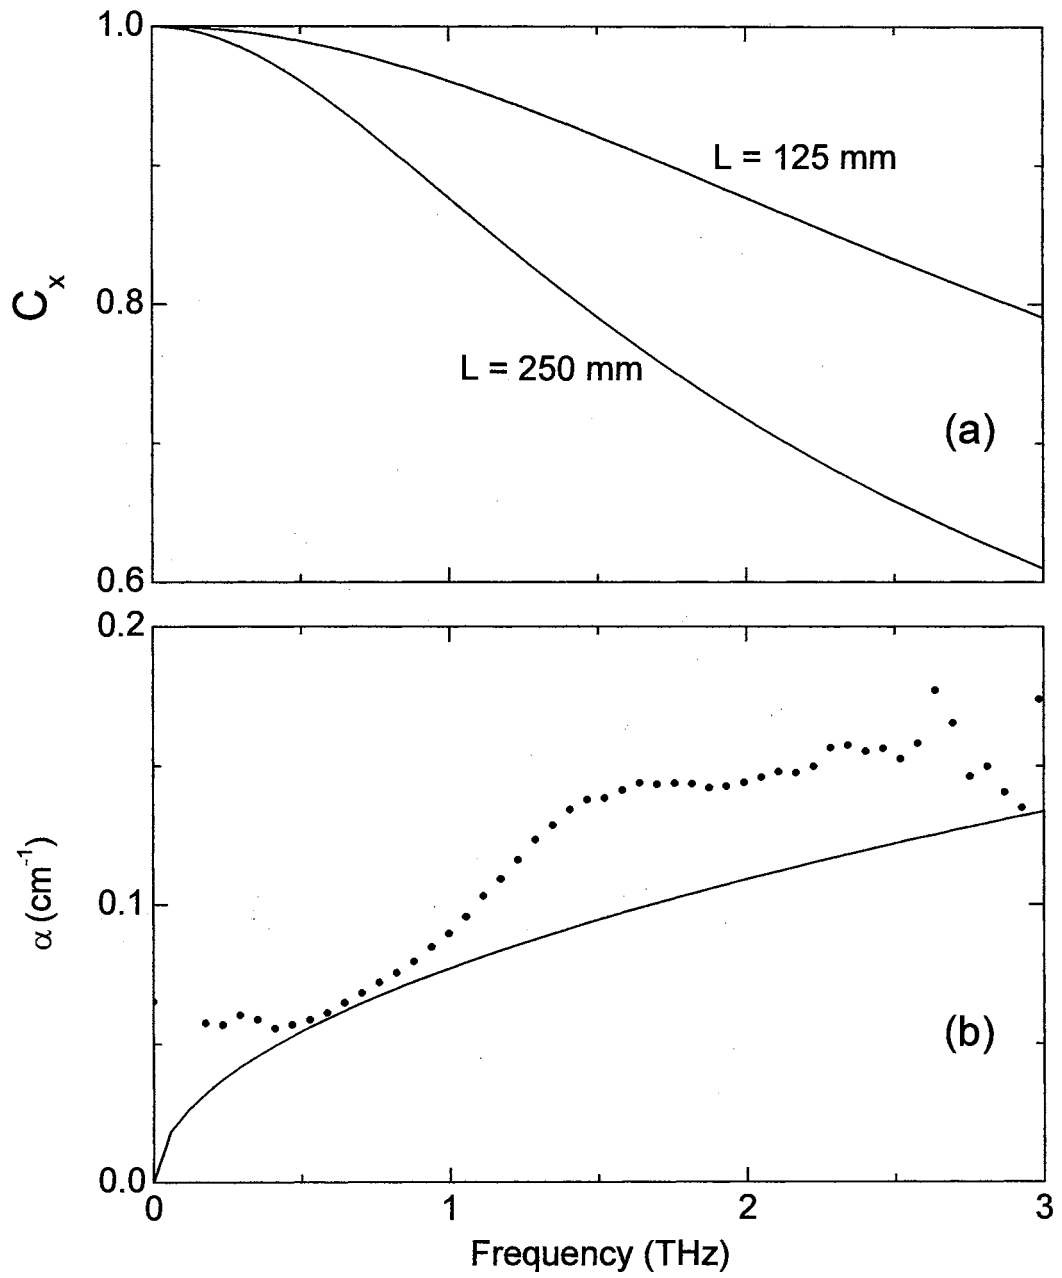 1.0
L = 125 mm
C_x
0.8
L = 250 mm
(a)
0.6
0.2
α (cm⁻¹)
0.1
(b)
0.0
0 1 2 3
Frequency (THz)